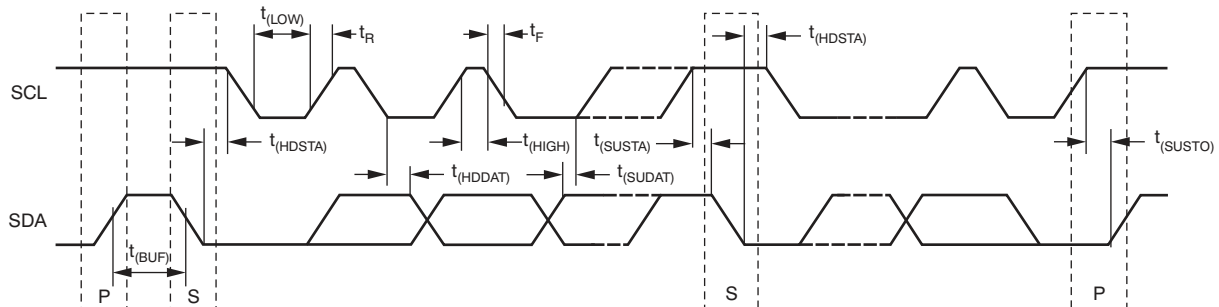 t(LOW)
tR
tF
t(HDSTA)
SCL
t(HDSTA)
t(HIGH)
t(SUSTA)
t(SUSTO)
t(HDDAT)
t(SUDAT)
SDA
t(BUF)
P
S
S
P